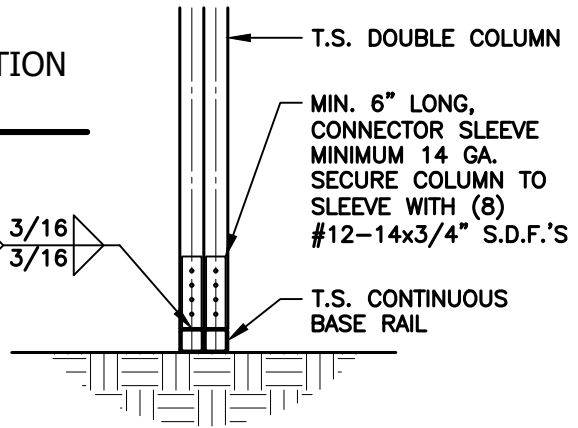 TION
T.S. DOUBLE COLUMN
MIN. 6" LONG,
CONNECTOR SLEEVE
MINIMUM 14 GA.
SECURE COLUMN TO
SLEEVE WITH (8)
#12-14x3/4" S.D.F.'S
3/16
3/16
T.S. CONTINUOUS
BASE RAIL